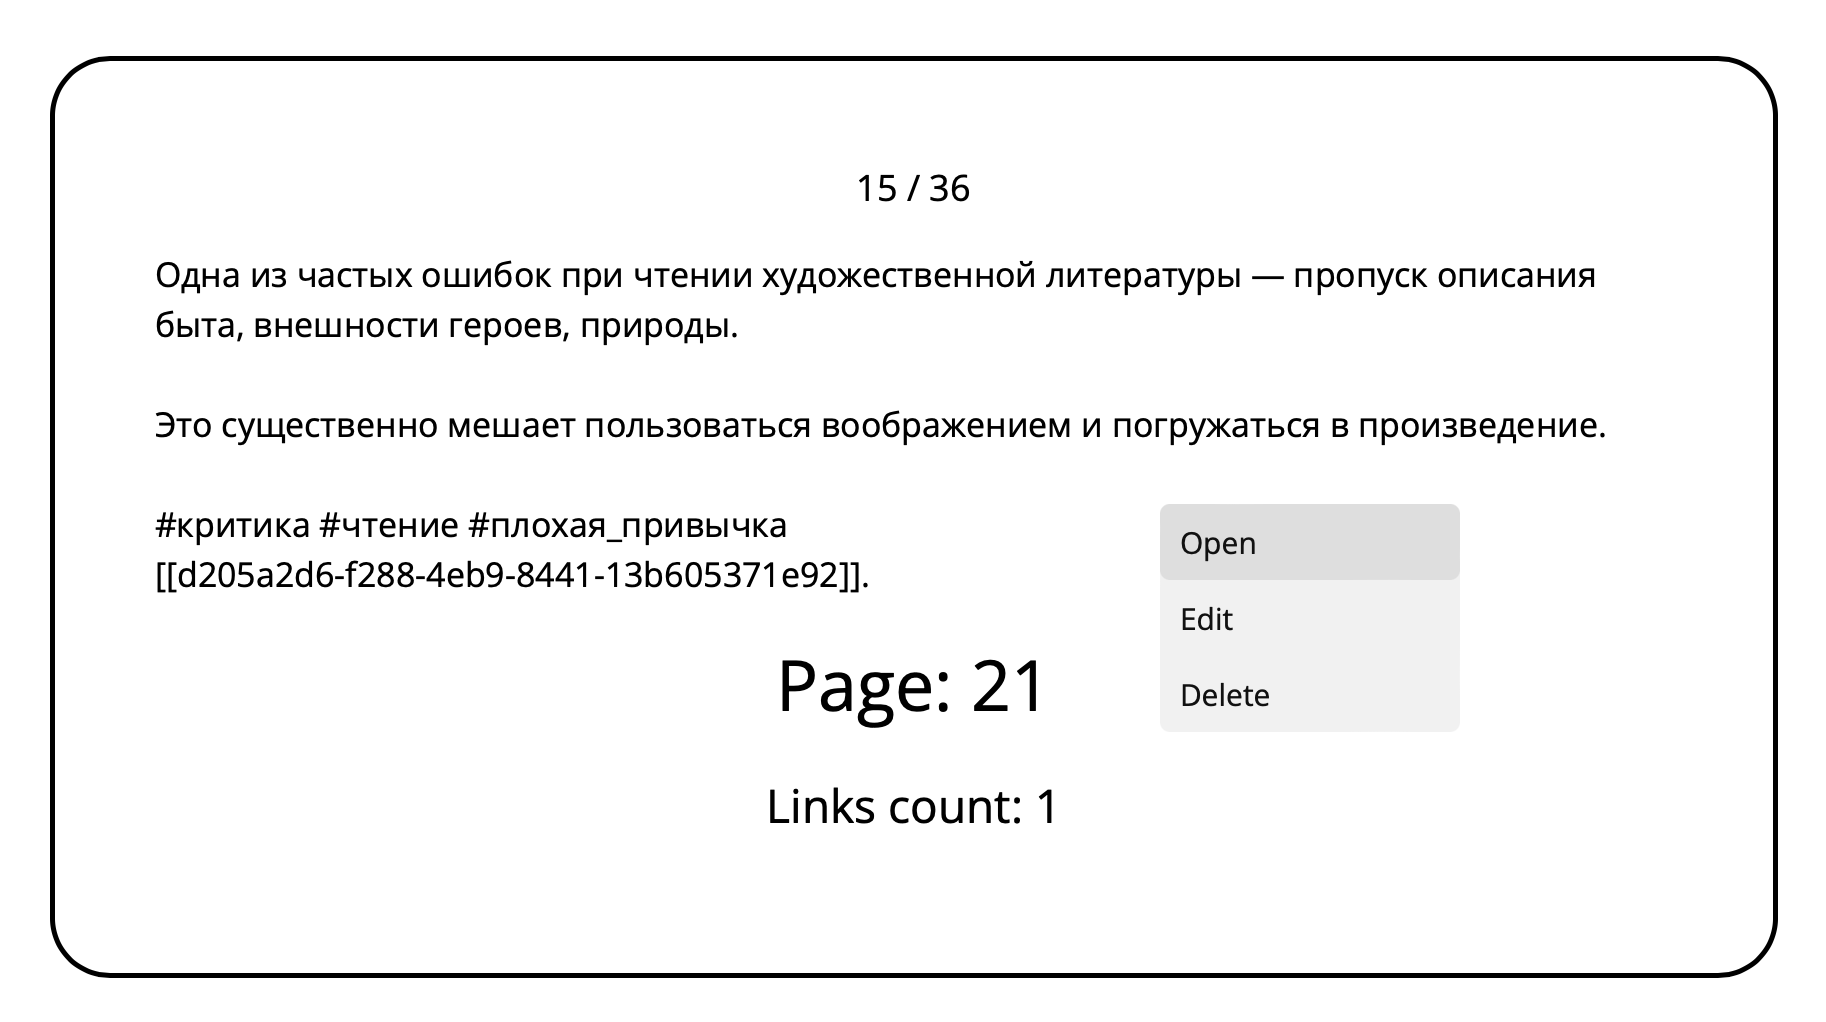 15 / 36
Одна из частых ошибок при чтении художественной литературы — пропуск описания
быта, внешности героев, природы.
Это существенно мешает пользоваться воображением и погружаться в произведение.
#критика #чтение #плохая_привычка
[[d205a2d6-f288-4eb9-8441-13b605371e92]].
Open
Edit
Delete
Page: 21
Links count: 1